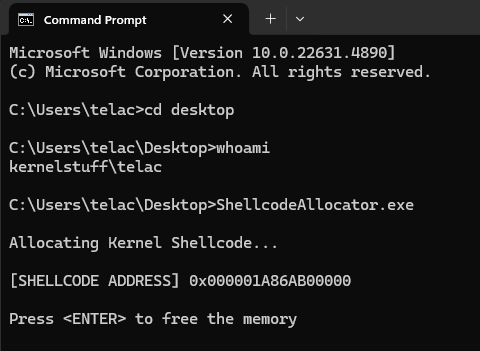 Command Prompt
Microsoft Windows [Version 10.0.22631.4890]
(c) Microsoft Corporation. All rights reserved.
C:\Users\telac>cd desktop
C:\Users\telac\Desktop>whoami
kernelstuff\telac
C:\Users\telac\Desktop>ShellcodeAllocator.exe
Allocating Kernel Shellcode...
[SHELLCODE ADDRESS] 0x000001A86AB00000
Press <ENTER> to free the memory